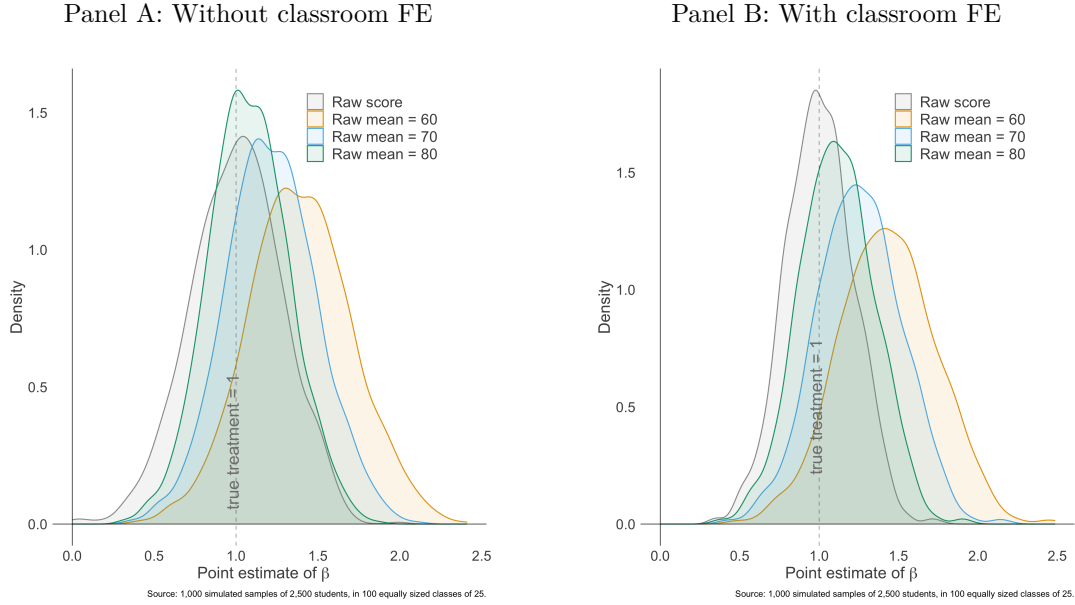 Panel A: Without classroom FE
Density
1.5
1.0
0.5
0.0
Raw score
Raw mean = 60
Raw mean = 70
Raw mean = 80
true treatment = 1
0.0 0.5 1.0 1.5 2.0 2.5
Point estimate of β
Source: 1,000 simulated samples of 2,500 students, in 100 equally sized classes of 25.
Panel B: With classroom FE
Density
1.5
1.0
0.5
0.0
Raw score
Raw mean = 60
Raw mean = 70
Raw mean = 80
true treatment = 1
0.0 0.5 1.0 1.5 2.0 2.5
Point estimate of β
Source: 1,000 simulated samples of 2,500 students, in 100 equally sized classes of 25.